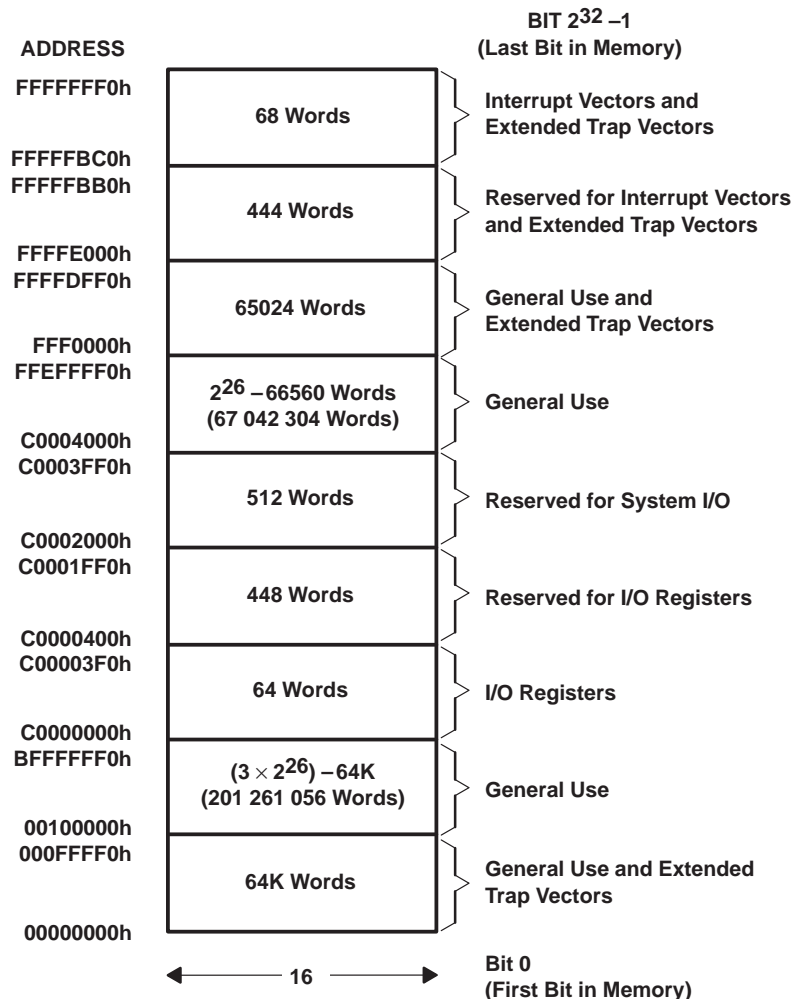 BIT 2³² –1
ADDRESS
(Last Bit in Memory)
FFFFFFF0h
68 Words
Interrupt Vectors and
Extended Trap Vectors
FFFFFBC0h
FFFFFBB0h
444 Words
Reserved for Interrupt Vectors
and Extended Trap Vectors
FFFFE000h
FFFFDFF0h
65024 Words
General Use and
Extended Trap Vectors
FFF0000h
FFEFFFF0h
2²⁶ –66560 Words
(67 042 304 Words)
General Use
C0004000h
C0003FF0h
512 Words
Reserved for System I/O
C0002000h
C0001FF0h
448 Words
Reserved for I/O Registers
C0000400h
C00003F0h
64 Words
I/O Registers
C0000000h
BFFFFFF0h
(3 × 2²⁶) –64K
(201 261 056 Words)
General Use
00100000h
000FFFF0h
64K Words
General Use and Extended
Trap Vectors
00000000h
16
Bit 0
(First Bit in Memory)